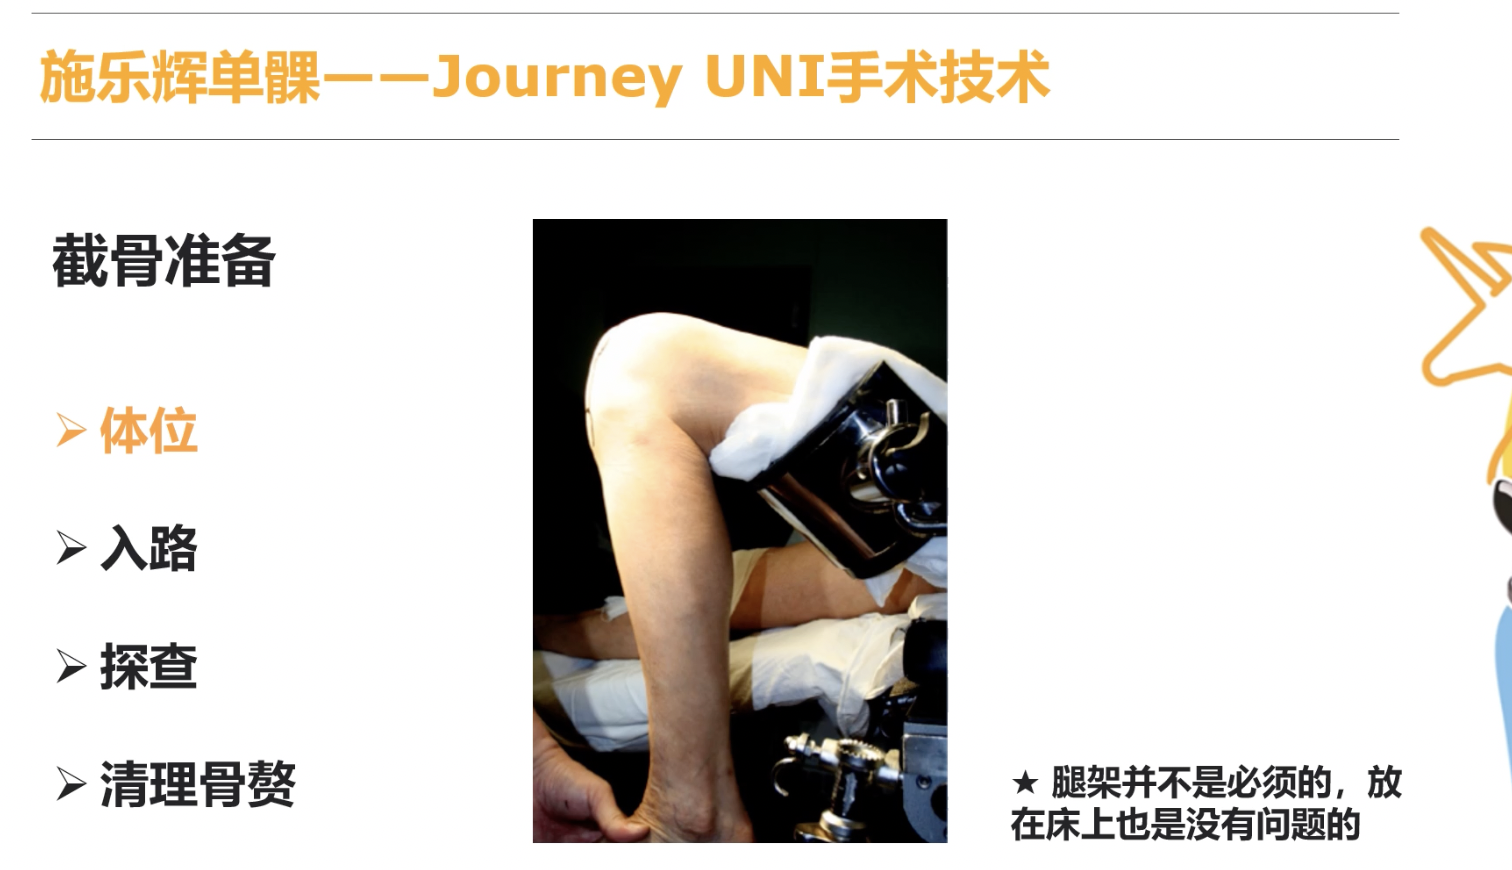 施乐辉单髁——Journey UNI手术技术
截骨准备
➢ 体位
➢ 入路
➢ 探查
➢ 清理骨赘
★ 腿架并不是必须的，放
在床上也是没有问题的